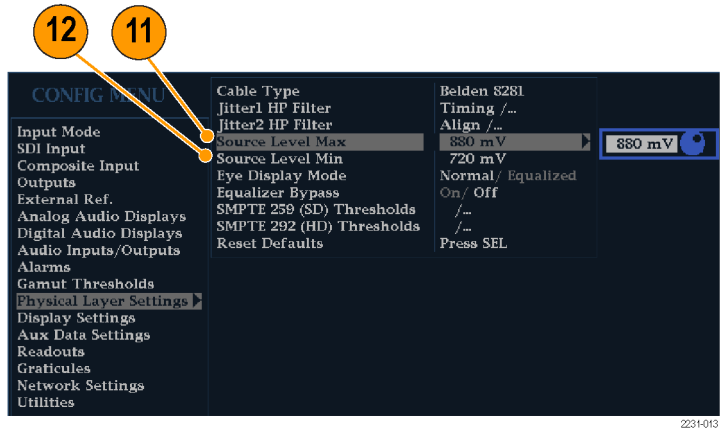 12 11
CONFIG MENU
Input Mode
SDI Input
Composite Input
Outputs
External Ref.
Analog Audio Displays
Digital Audio Displays
Audio Inputs/Outputs
Alarms
Gamut Thresholds
Physical Layer Settings
Display Settings
Aux Data Settings
Readouts
Graticules
Network Settings
Utilities
Cable Type Belden 8281
Jitter1 HP Filter Timing /...
Jitter2 HP Filter Align /...
Source Level Max 880 mV 880 mV
Source Level Min 720 mV
Eye Display Mode Normal/ Equalized
Equalizer Bypass On/ Off
SMPTE 259 (SD) Thresholds /...
SMPTE 292 (HD) Thresholds /...
Reset Defaults Press SEL
2231-013